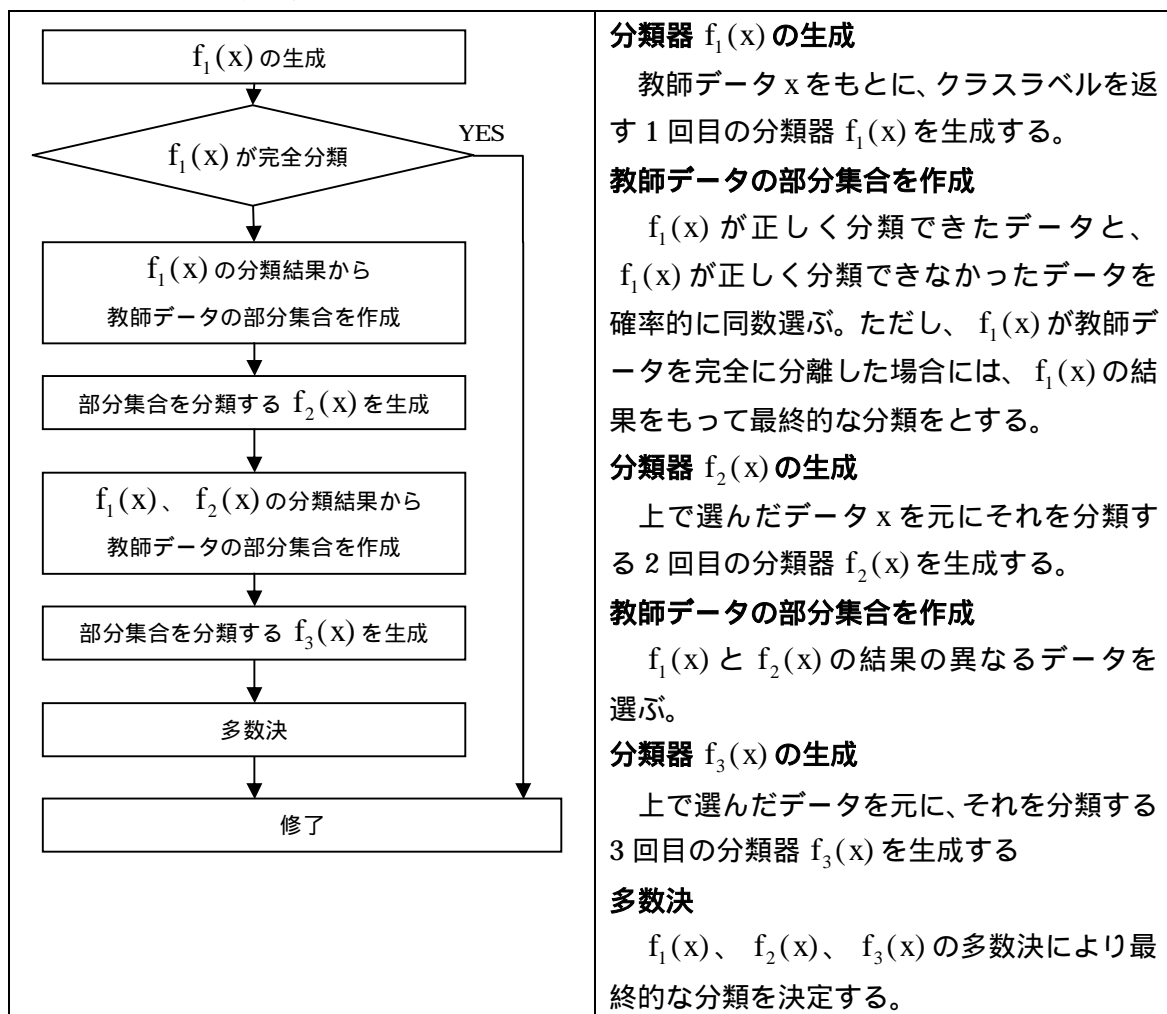 f₁(x) の生成
YES
f₁(x) が完全分類
f₁(x) の分類結果から
教師データの部分集合を作成
部分集合を分類する f₂(x) を生成
f₁(x) 、 f₂(x) の分類結果から
教師データの部分集合を作成
部分集合を分類する f₃(x) を生成
多数決
修了
分類器 f₁(x) の生成
教師データ x をもとに、クラスラベルを返
す 1 回目の分類器 f₁(x) を生成する。
教師データの部分集合を作成
f₁(x) が正しく分類できたデータと、
f₁(x) が正しく分類できなかったデータを
確率的に同数選ぶ。ただし、 f₁(x) が教師デ
ータを完全に分離した場合には、 f₁(x) の結
果をもって最終的な分類をとする。
分類器 f₂(x) の生成
上で選んだデータ x を元にそれを分類す
る 2 回目の分類器 f₂(x) を生成する。
教師データの部分集合を作成
f₁(x) と f₂(x) の結果の異なるデータを
選ぶ。
分類器 f₃(x) の生成
上で選んだデータを元に、それを分類する
3 回目の分類器 f₃(x) を生成する
多数決
f₁(x)、 f₂(x)、 f₃(x) の多数決により最
終的な分類を決定する。